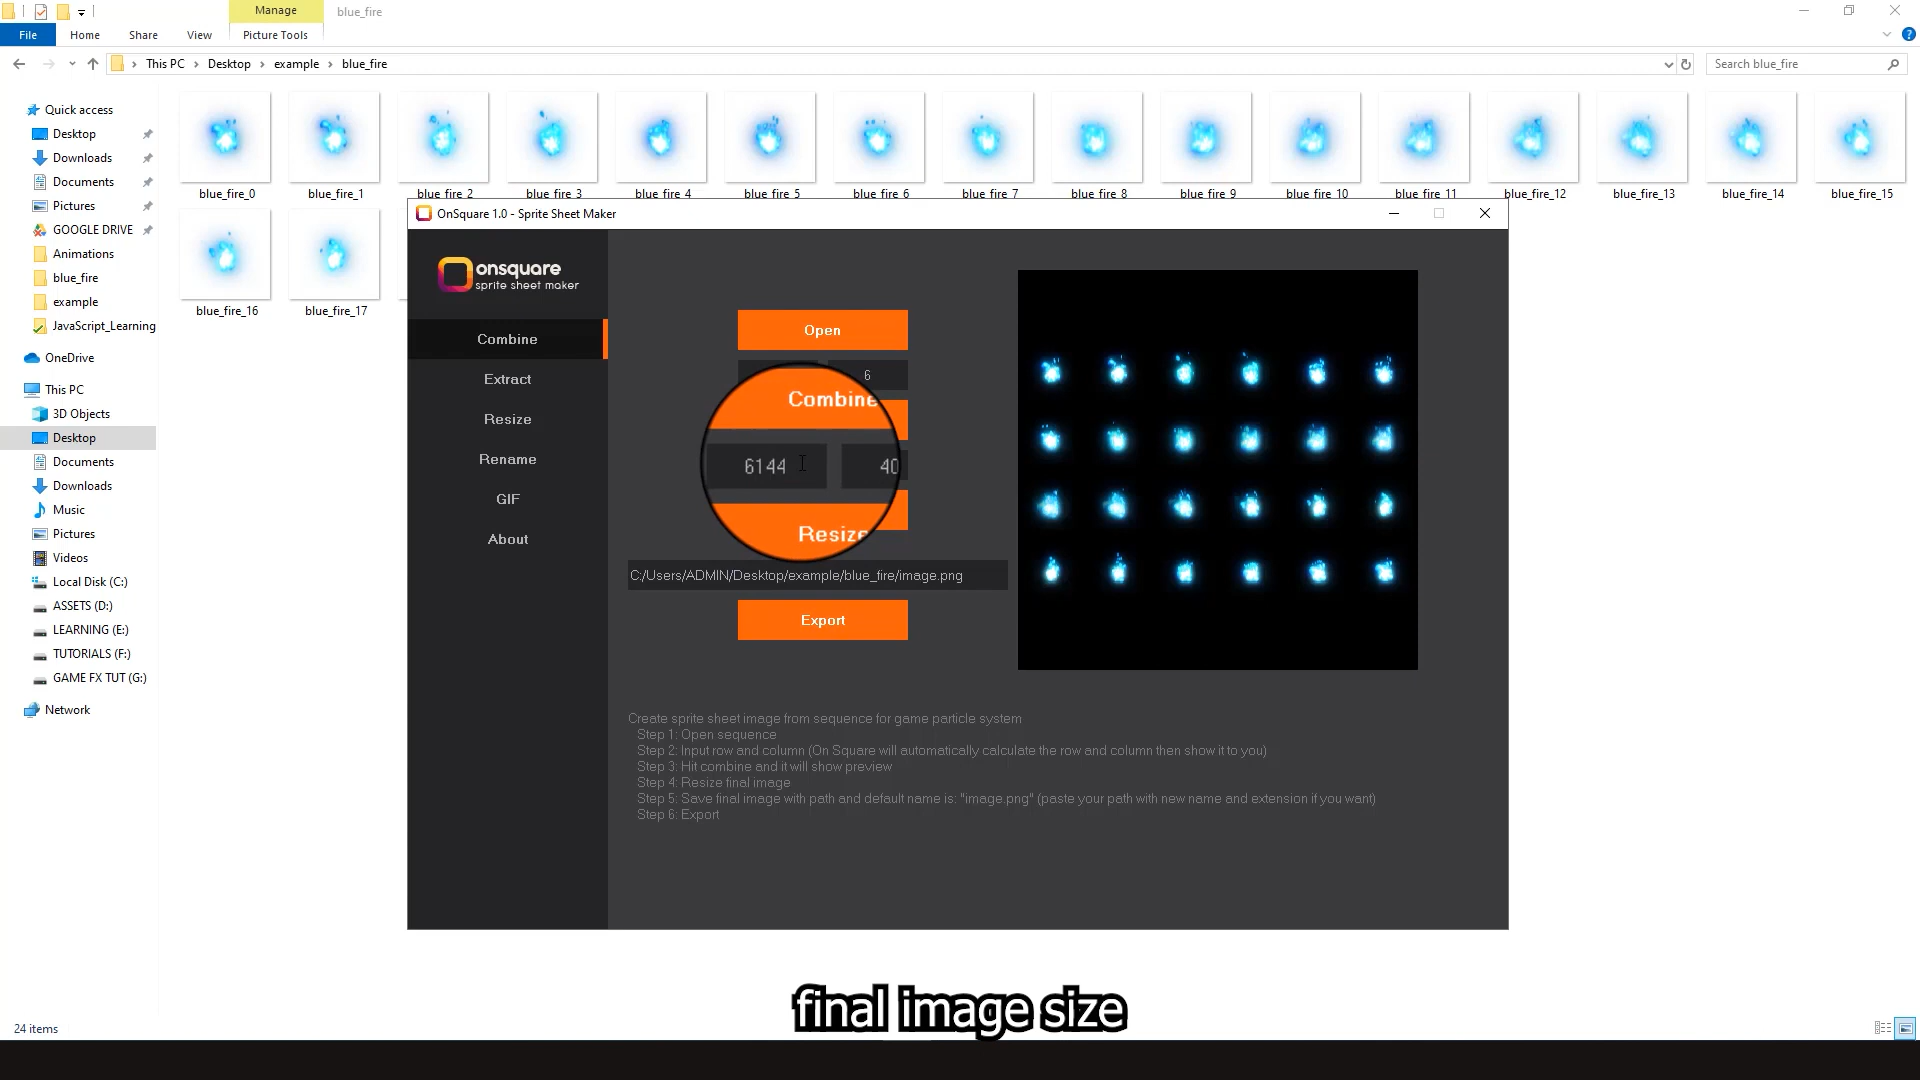 Manage
blue_fire
File
Home
Share
View
Picture Tools
This PC
Desktop
example
blue_fire
Search blue_fire
Quick access
Desktop
Downloads
Documents
Pictures
GOOGLE DRIVE
Animations
blue_fire
example
JavaScript_Learning
OneDrive
This PC
3D Objects
Desktop
Documents
Downloads
Music
Pictures
Videos
Local Disk (C:)
ASSETS (D:)
LEARNING (E:)
TUTORIALS (F:)
GAME FX TUT (G:)
Network
blue_fire_0
blue_fire_1
blue_fire_2
blue_fire_3
blue_fire_4
blue_fire_5
blue_fire_6
blue_fire_7
blue_fire_8
blue_fire_9
blue_fire_10
blue_fire_11
blue_fire_12
blue_fire_13
blue_fire_14
blue_fire_15
blue_fire_16
blue_fire_17
OnSquare 1.0 - Sprite Sheet Maker
onsquare
sprite sheet maker
Combine
Extract
Resize
Rename
GIF
About
Open
6
Combine
6144
40
Resize
C:/Users/ADMIN/Desktop/example/blue_fire/image.png
Export
Create sprite sheet image from sequence for game particle system
Step 1: Open sequence
Step 2: Input row and column (On Square will automatically calculate the row and column then show it to you)
Step 3: Hit combine and it will show preview
Step 4: Resize final image
Step 5: Save final image with path and default name is: "image.png" (paste your path with new name and extension if you want)
Step 6: Export
final image size
24 items